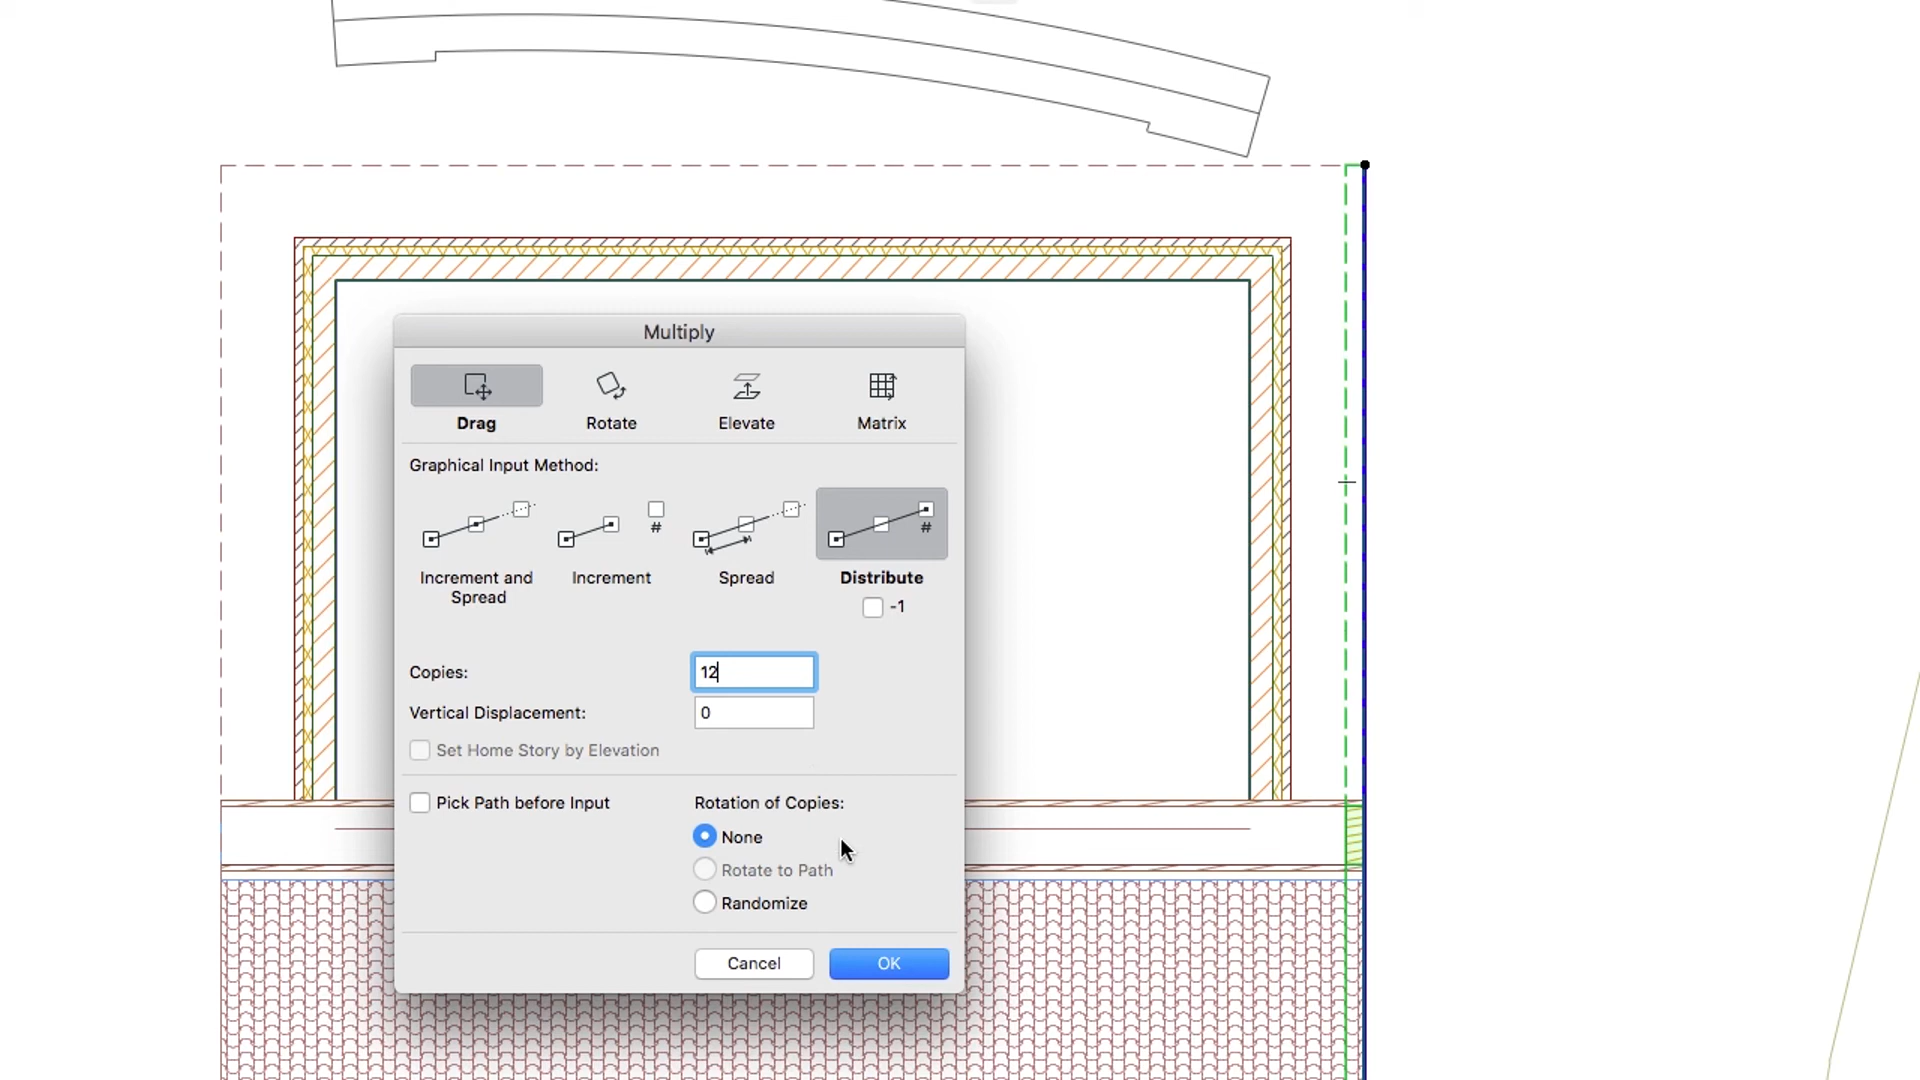 Multiply
Drag Rotate Elevate Matrix
Graphical Input Method:
# #
Increment and Spread Increment Spread Distribute
-1
Copies: 12
Vertical Displacement: 0
Set Home Story by Elevation
Pick Path before Input Rotation of Copies:
None
Rotate to Path
Randomize
Cancel OK